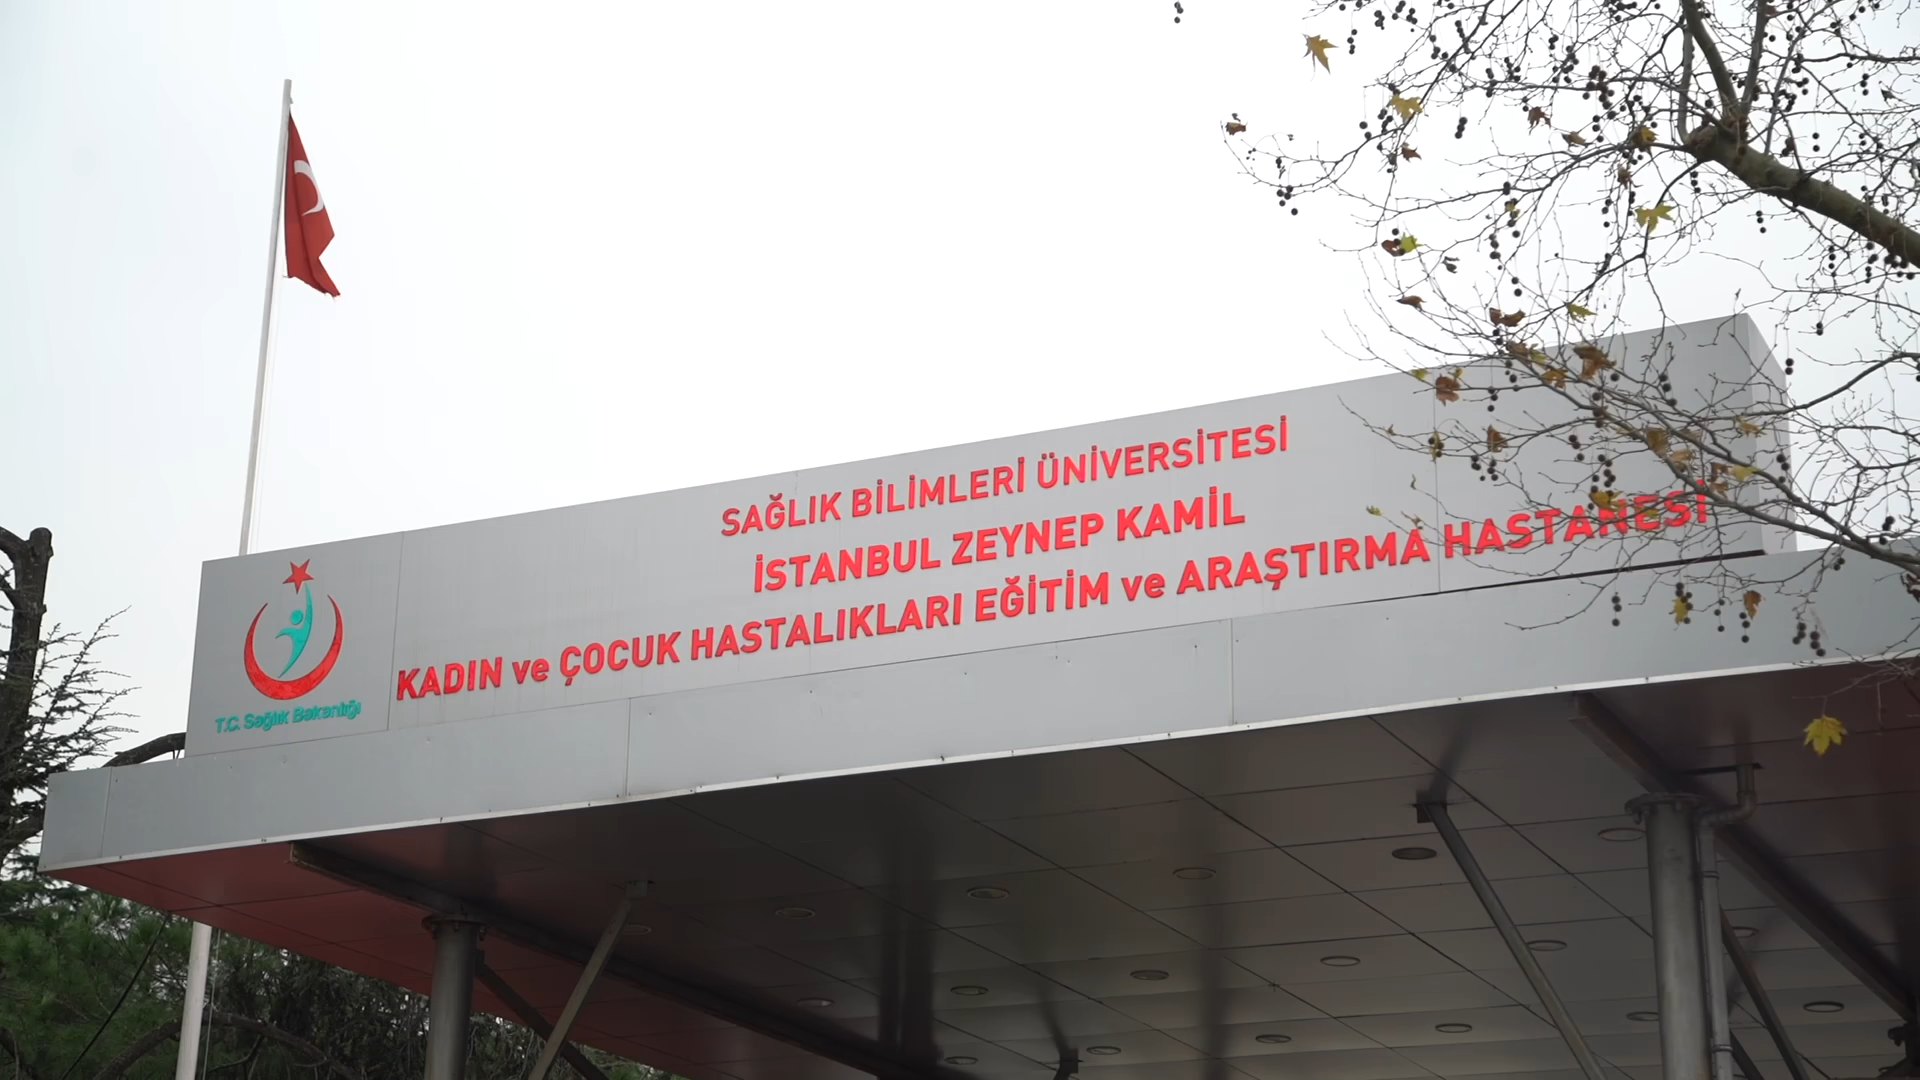 SAĞLIK BİLİMLERİ ÜNİVERSİTESİ
İSTANBUL ZEYNEP KAMİL
KADIN ve ÇOCUK HASTALIKLARI EĞİTİM ve ARAŞTIRMA HASTANESİ
T.C. Sağlık Bakanlığı